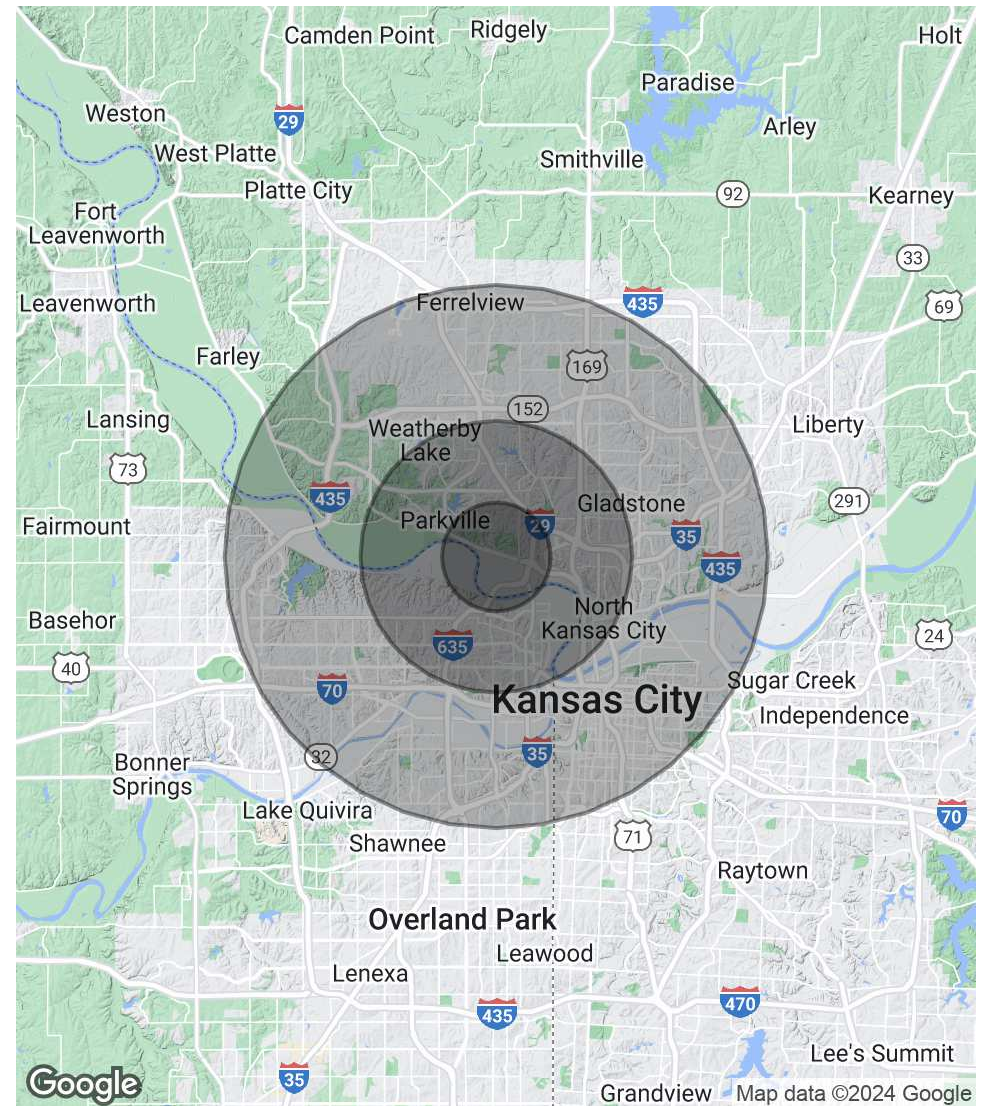 Camden Point
Ridgely
Holt
Paradise
Weston
29
Arley
West Platte
Smithville
Platte City
92
Kearney
Fort
Leavenworth
33
Leavenworth
Ferrelview
435
69
Farley
169
152
Lansing
Weatherby
Lake
Liberty
73
435
Gladstone
291
Fairmount
Parkville
29
35
435
Basehor
North
Kansas City
24
635
40
70
Kansas City
Sugar Creek
Independence
35
32
Bonner
Springs
Lake Quivira
70
Shawnee
71
Raytown
Overland Park
Leawood
Lenexa
470
435
Lee's Summit
35
Google
Grandview
Map data ©2024 Google